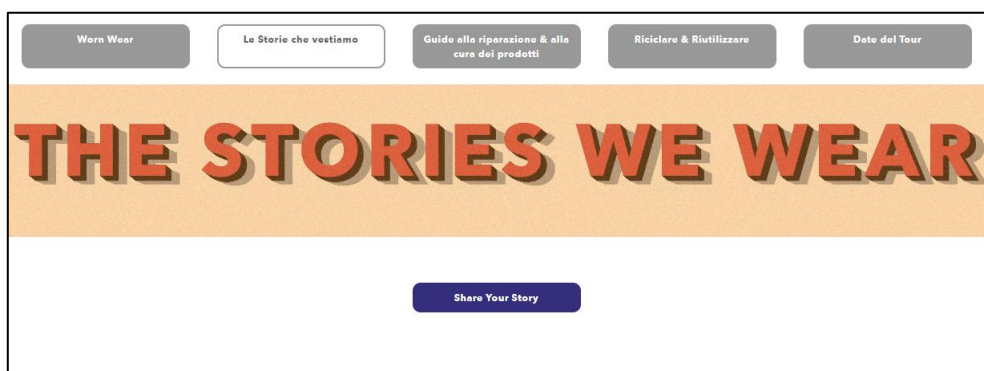 Worn Wear
Le Storie che vestiamo
Guide alla riparazione & alla
cura dei prodotti
Riciclare & Riutilizzare
Date del Tour
THE STORIES WE WEAR
Share Your Story